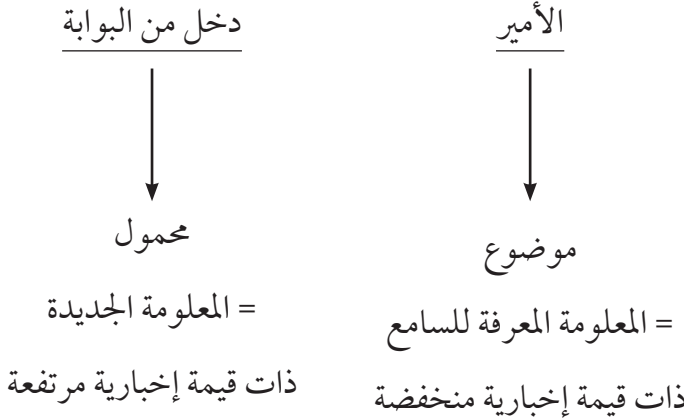 الأمير
دخل من البوابة
موضوع
محمول
= المعلومة المعرفة للسامع
= المعلومة الجديدة
ذات قيمة إخبارية منخفضة
ذات قيمة إخبارية مرتفعة